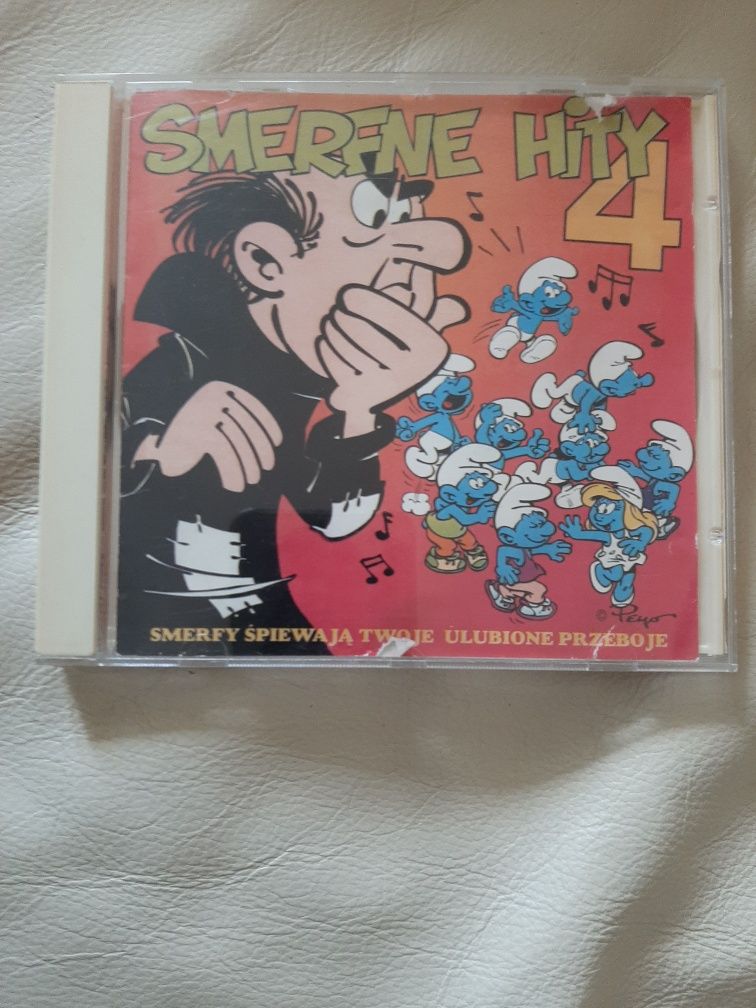 SMERFNE HiTY
4
© Peyo
SMERFY ŚPIEWAJĄ TWOJE ULUBIONE PRZEBOJE